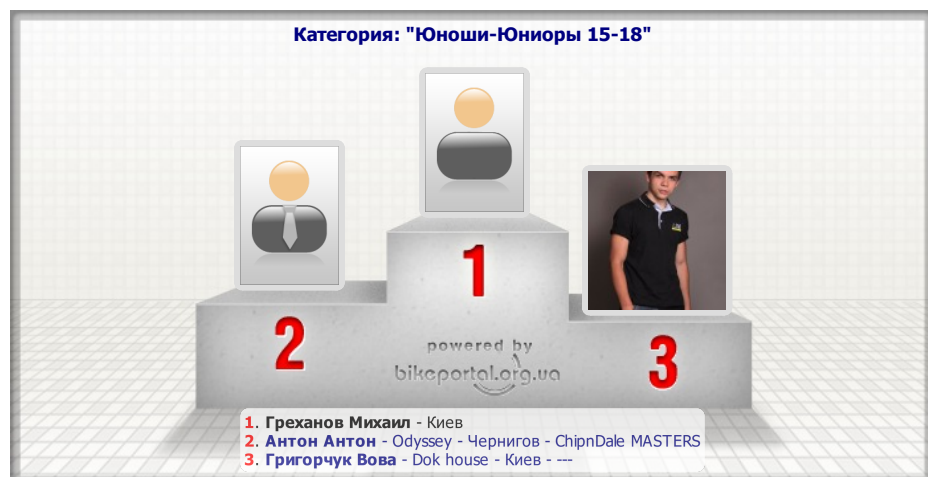 Категория: "Юноши-Юниоры 15-18"
1
2
3
powered by
bikeportal.org.ua
1. Греханов Михаил - Киев
2. Антон Антон - Odyssey - Чернигов - ChipnDale MASTERS
3. Григорчук Вова - Dok house - Киев - ---